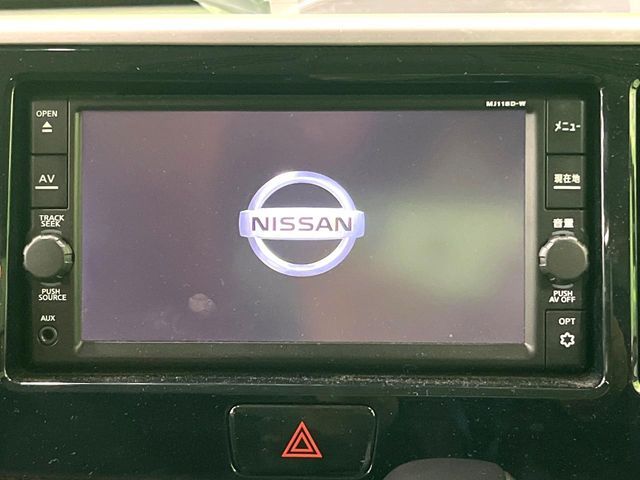 MJ118D-W
OPEN
AV
TRACK
SEEK
PUSH
SOURCE
AUX
NISSAN
メニュー
現在地
音量
PUSH
AV OFF
OPT